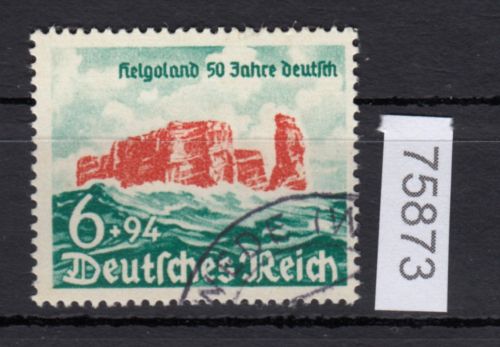 Helgoland 50 Jahre deutsch
6+94
Deutsches Reich
75873